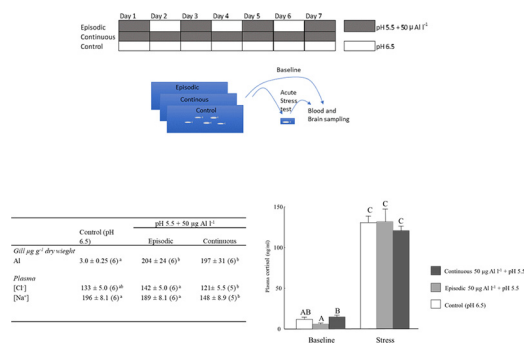 Day 1 Day 2 Day 3 Day 4 Day 5 Day 6 Day 7
Episodic
Continuous
Control
pH 5.5 + 50 µ Al l⁻¹
pH 6.5
Episodic
Continous
Control
Baseline
Acute
Stress
test
Blood and
Brain sampling
pH 5.5 + 50 µg Al l⁻¹
Control (pH
6.5)
Episodic
Continuous
Gill µg g⁻¹ dry wieght
Al 3.0 ± 0.25 (6)ᵃ 204 ± 24 (6)ᵇ 197 ± 31 (6)ᵇ
Plasma
[Cl⁻] 133 ± 5.0 (6)ᵃᵇ 142 ± 5.0 (6)ᵃ 121± 5.5 (5)ᵇ
[Na⁺] 196 ± 8.1 (6)ᵃ 189 ± 8.1 (6)ᵃ 148 ± 8.9 (5)ᵇ
Plasma cortisol (ng/ml)
150
100
50
0
AB A B
C C C
Baseline Stress
Continuous 50 µg Al l⁻¹ + pH 5.5
Episodic 50 µg Al l⁻¹ + pH 5.5
Control (pH 6.5)